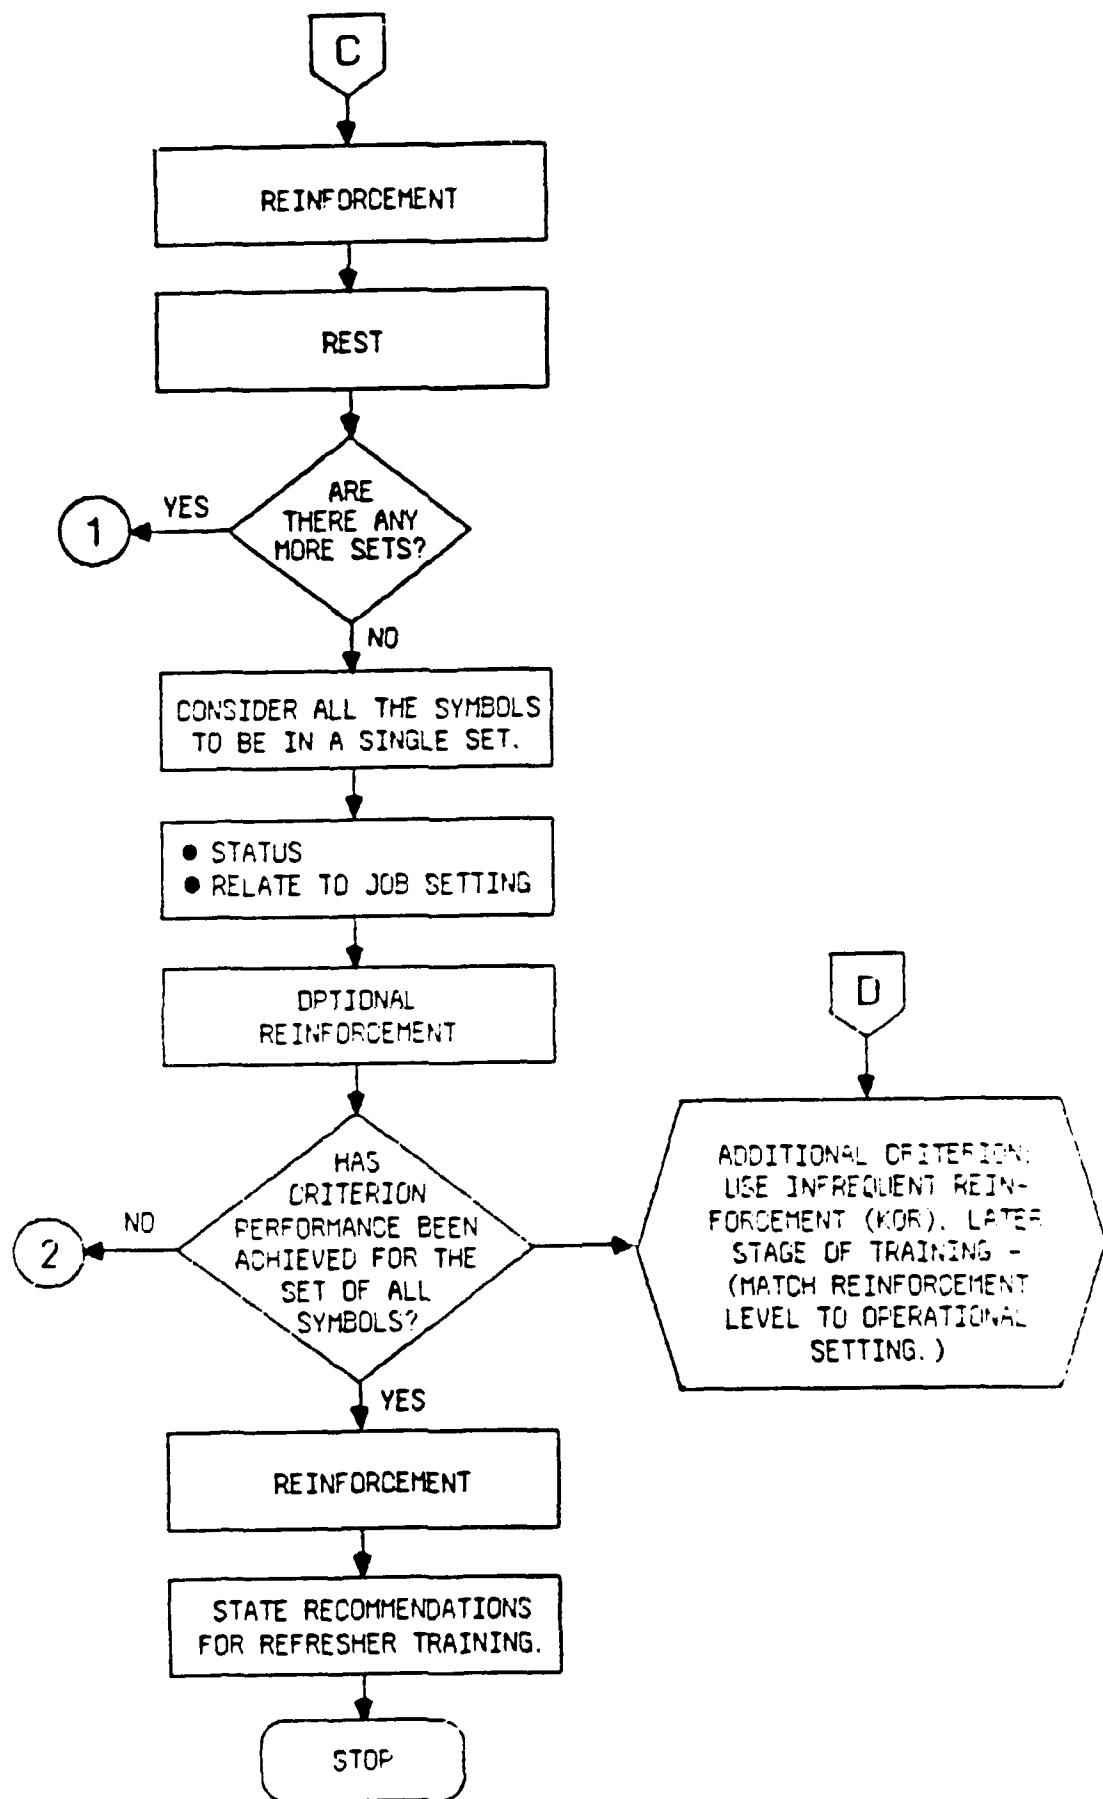 C
REINFORCEMENT
REST
ARE
THERE ANY
MORE SETS?
YES
1
NO
CONSIDER ALL THE SYMBOLS
TO BE IN A SINGLE SET.
● STATUS
● RELATE TO JOB SETTING
OPTIONAL
REINFORCEMENT
HAS
CRITERION
PERFORMANCE BEEN
ACHIEVED FOR THE
SET OF ALL
SYMBOLS?
NO
2
D
ADDITIONAL CRITERION:
USE INFREQUENT REIN-
FORCEMENT (KOR). LATER
STAGE OF TRAINING -
(MATCH REINFORCEMENT
LEVEL TO OPERATIONAL
SETTING.)
YES
REINFORCEMENT
STATE RECOMMENDATIONS
FOR REFRESHER TRAINING.
STOP